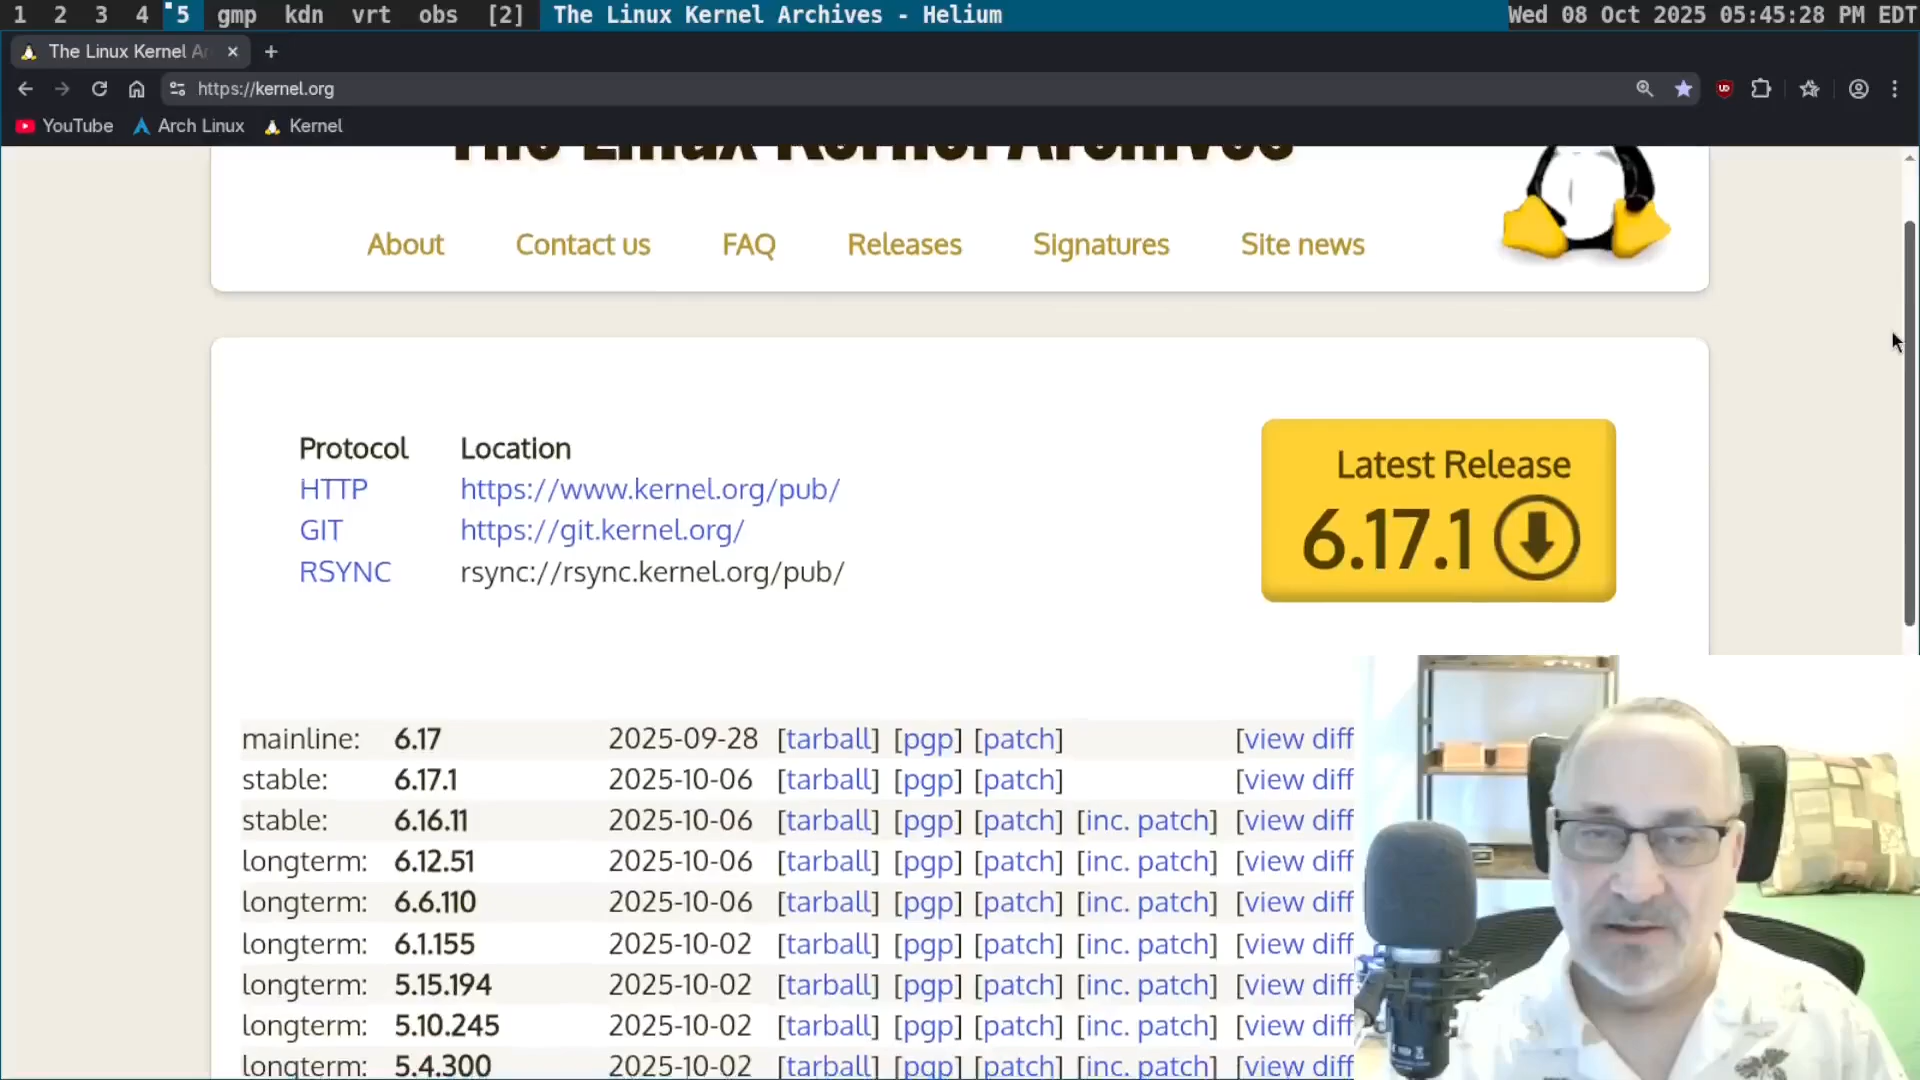 1 2 3 4 5 gmp kdn vrt obs [2] The Linux Kernel Archives - Helium Wed 08 Oct 2025 05:45:28 PM EDT
The Linux Kernel Ar
https://kernel.org
YouTube Arch Linux Kernel
The Linux Kernel Archives
About Contact us FAQ Releases Signatures Site news
Protocol Location
HTTP https://www.kernel.org/pub/
GIT https://git.kernel.org/
RSYNC rsync://rsync.kernel.org/pub/
Latest Release
6.17.1
mainline: 6.17 2025-09-28 [tarball] [pgp] [patch] [view diff
stable: 6.17.1 2025-10-06 [tarball] [pgp] [patch] [view diff
stable: 6.16.11 2025-10-06 [tarball] [pgp] [patch] [inc. patch] [view diff
longterm: 6.12.51 2025-10-06 [tarball] [pgp] [patch] [inc. patch] [view diff
longterm: 6.6.110 2025-10-06 [tarball] [pgp] [patch] [inc. patch] [view diff
longterm: 6.1.155 2025-10-02 [tarball] [pgp] [patch] [inc. patch] [view diff
longterm: 5.15.194 2025-10-02 [tarball] [pgp] [patch] [inc. patch] [view diff
longterm: 5.10.245 2025-10-02 [tarball] [pgp] [patch] [inc. patch] [view diff
longterm: 5.4.300 2025-10-02 [tarball] [pgp] [patch] [inc. patch] [view diff